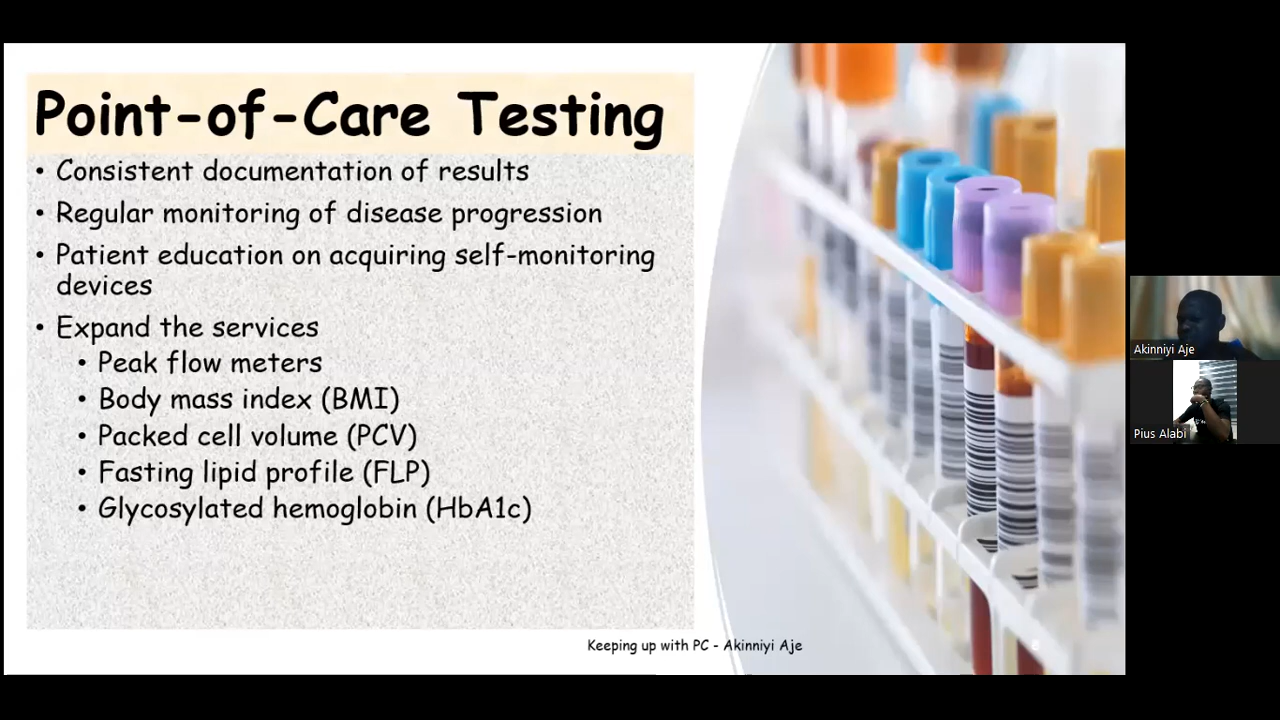 Point-of-Care Testing
• Consistent documentation of results
• Regular monitoring of disease progression
• Patient education on acquiring self-monitoring
devices
• Expand the services
• Peak flow meters
• Body mass index (BMI)
• Packed cell volume (PCV)
• Fasting lipid profile (FLP)
• Glycosylated hemoglobin (HbA1c)
Keeping up with PC - Akinniyi Aje
Akinniyi Aje
Pius Alabi